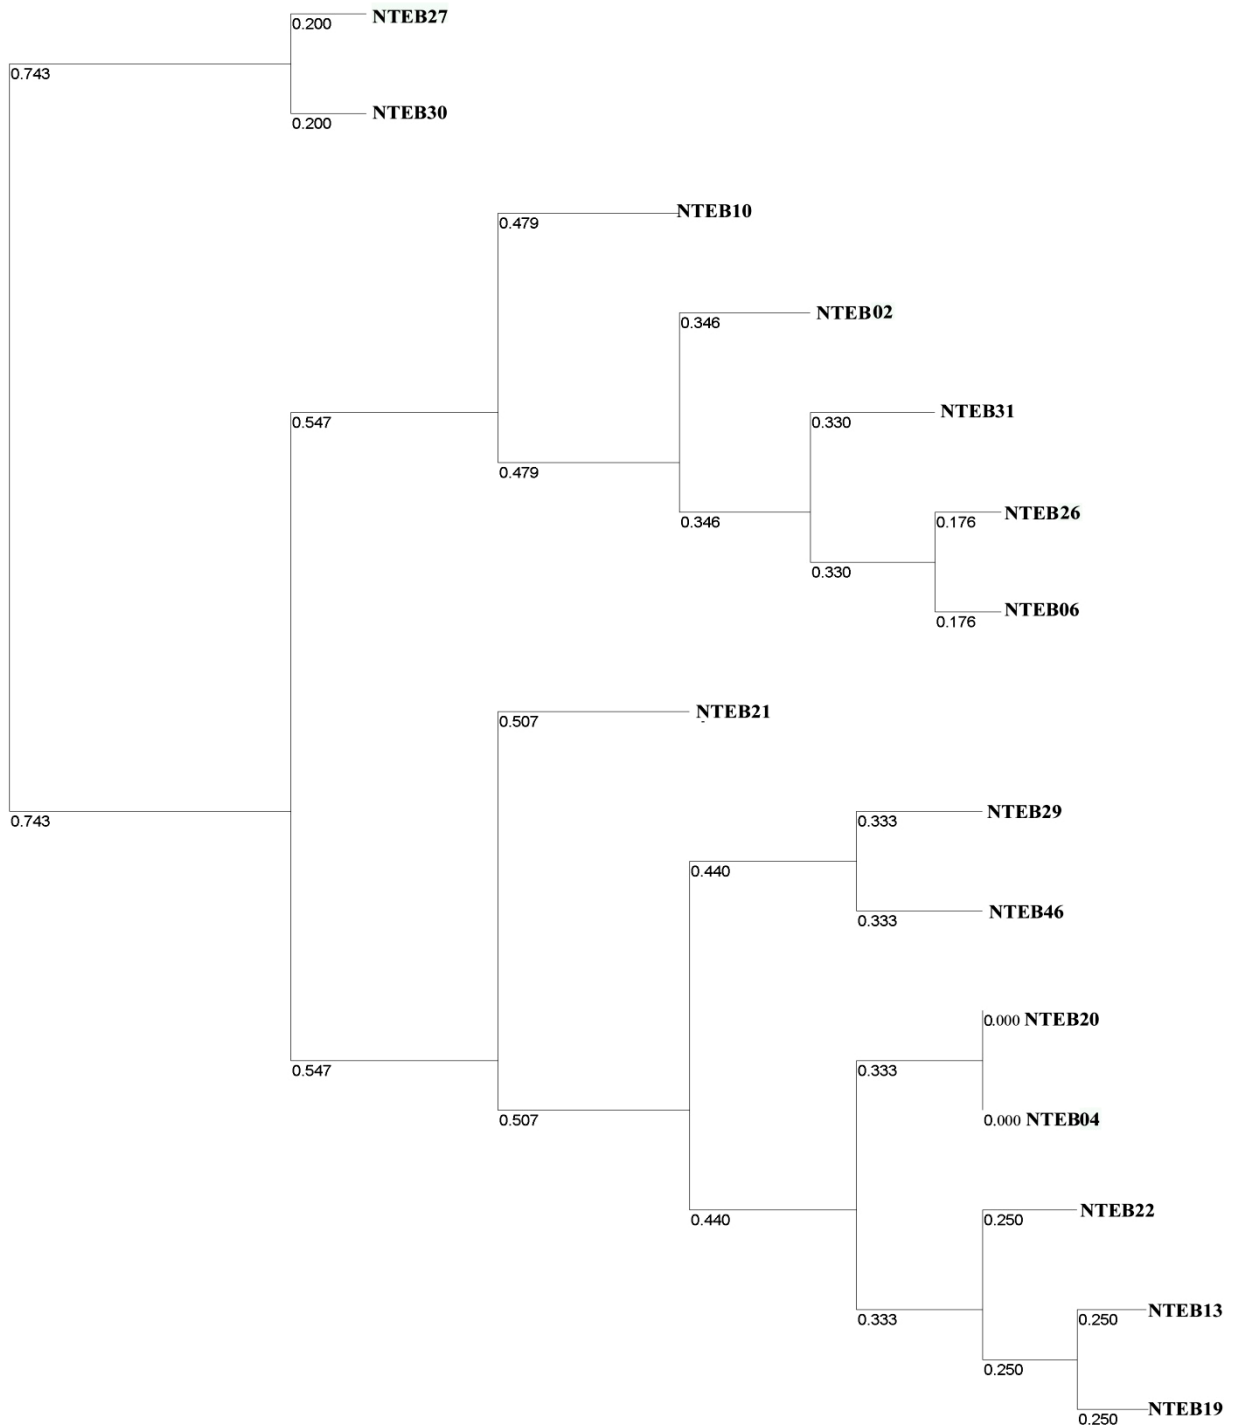 0.200 NTEB27
0.743
0.200 NTEB30
NTEB10
0.479
NTEB02
0.346
NTEB31
0.547 0.330
0.479
NTEB26
0.346 0.176
0.330
NTEB06
0.176
NTEB21
0.507
NTEB29
0.743 0.333
0.440
NTEB46
0.333
0.000 NTEB20
0.547 0.333
0.507 0.000 NTEB04
NTEB22
0.440 0.250
NTEB13
0.333 0.250
0.250
NTEB19
0.250